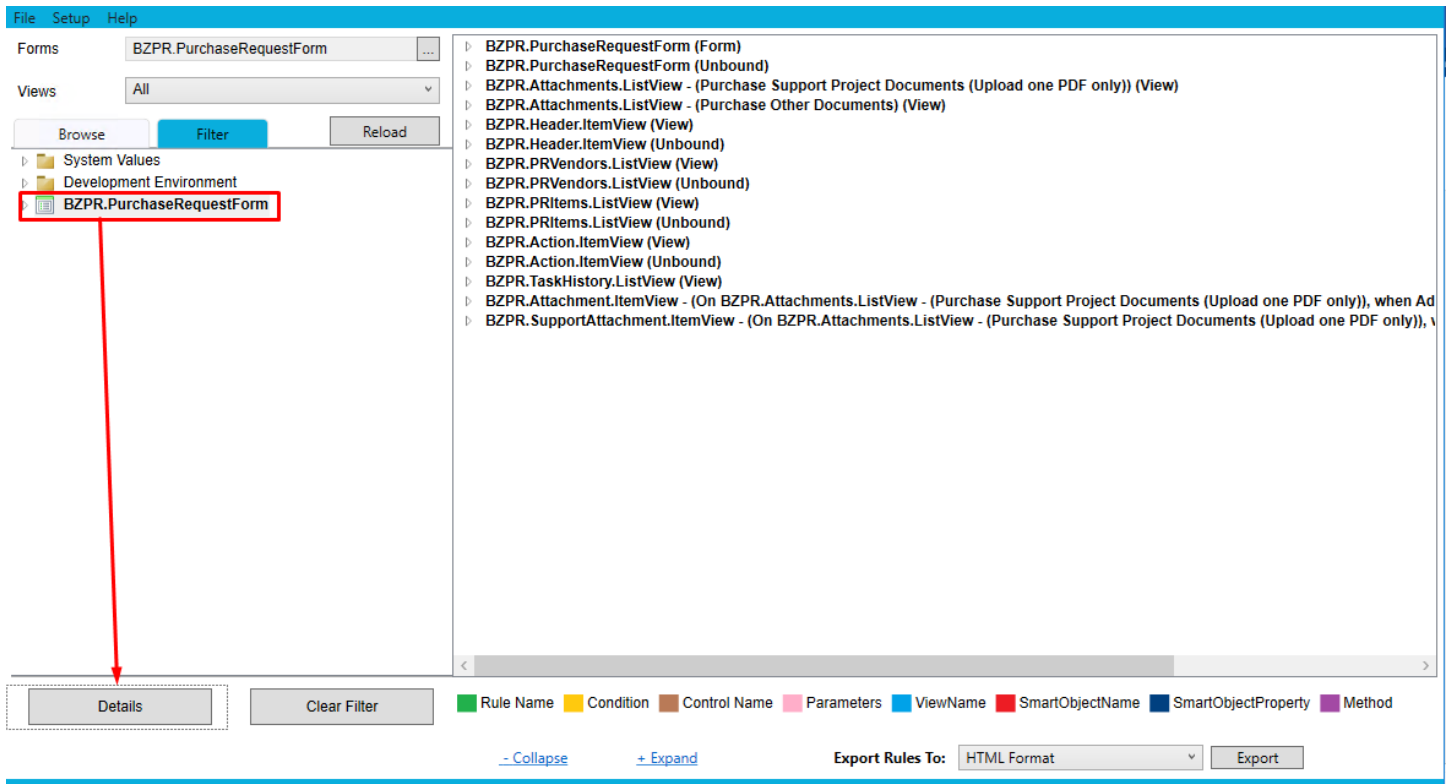 File Setup Help
Forms BZPR.PurchaseRequestForm ...
Views All
Browse Filter Reload
System Values
Development Environment
BZPR.PurchaseRequestForm
BZPR.PurchaseRequestForm (Form)
BZPR.PurchaseRequestForm (Unbound)
BZPR.Attachments.ListView - (Purchase Support Project Documents (Upload one PDF only)) (View)
BZPR.Attachments.ListView - (Purchase Other Documents) (View)
BZPR.Header.ItemView (View)
BZPR.Header.ItemView (Unbound)
BZPR.PRVendors.ListView (View)
BZPR.PRVendors.ListView (Unbound)
BZPR.PRItems.ListView (View)
BZPR.PRItems.ListView (Unbound)
BZPR.Action.ItemView (View)
BZPR.Action.ItemView (Unbound)
BZPR.TaskHistory.ListView (View)
BZPR.Attachment.ItemView - (On BZPR.Attachments.ListView - (Purchase Support Project Documents (Upload one PDF only)), when Ad
BZPR.SupportAttachment.ItemView - (On BZPR.Attachments.ListView - (Purchase Support Project Documents (Upload one PDF only)),
Details Clear Filter
Rule Name Condition Control Name Parameters ViewName SmartObjectName SmartObjectProperty Method
- Collapse + Expand Export Rules To: HTML Format Export